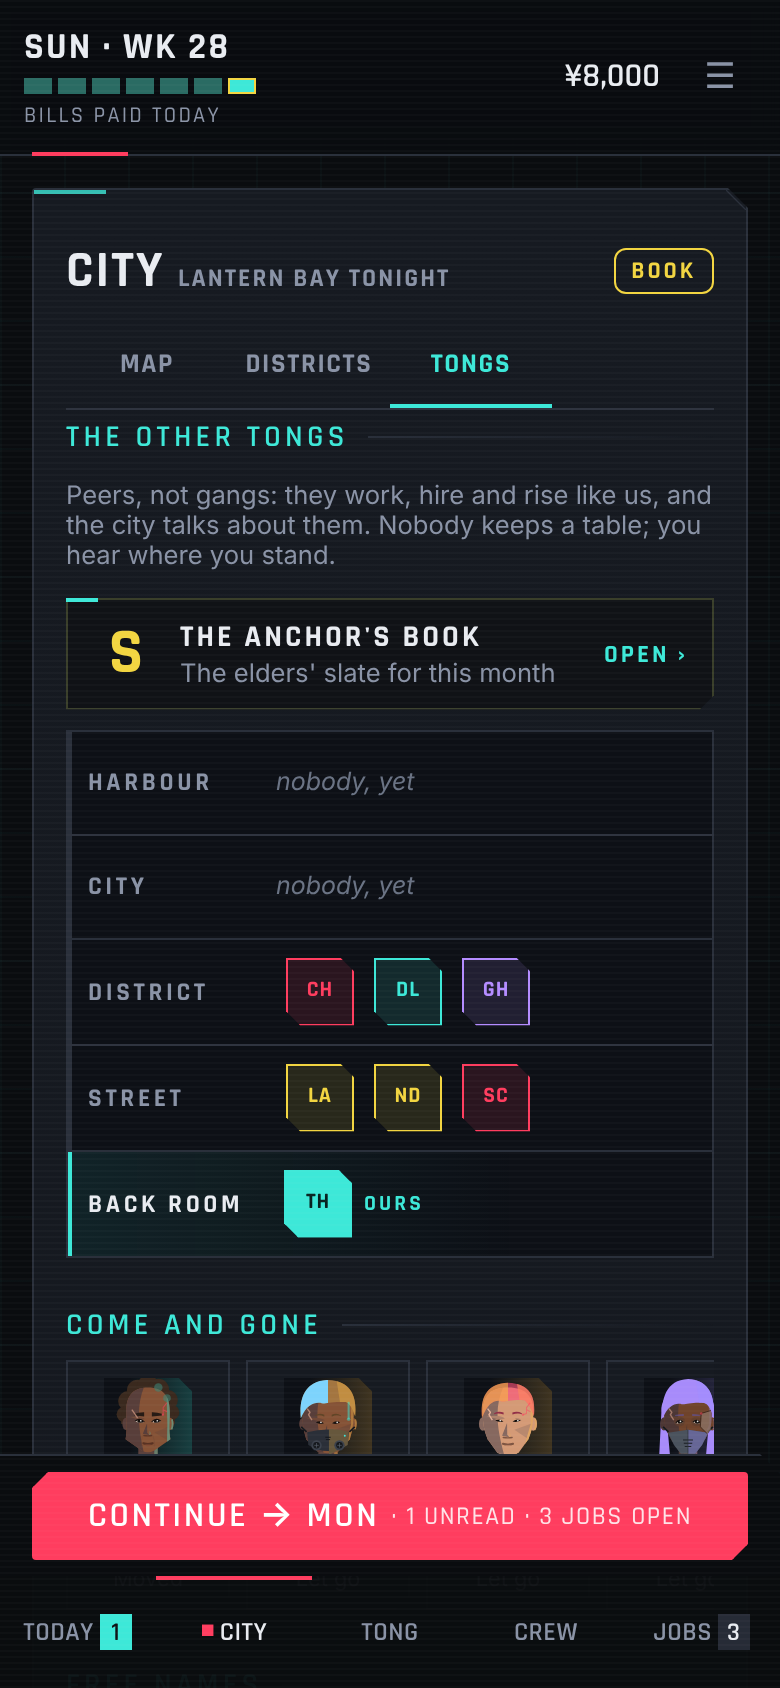 SUN · WK 28
¥8,000
☰
BILLS PAID TODAY
CITY LANTERN BAY TONIGHT
BOOK
MAP DISTRICTS TONGS
THE OTHER TONGS
Peers, not gangs: they work, hire and rise like us, and
the city talks about them. Nobody keeps a table; you
hear where you stand.
S
THE ANCHOR'S BOOK
The elders' slate for this month
OPEN ›
HARBOUR nobody, yet
CITY nobody, yet
DISTRICT CH DL GH
STREET LA ND SC
BACK ROOM TH OURS
COME AND GONE
CONTINUE → MON · 1 UNREAD · 3 JOBS OPEN
TODAY 1 CITY TONG CREW JOBS 3
FREE NAMES